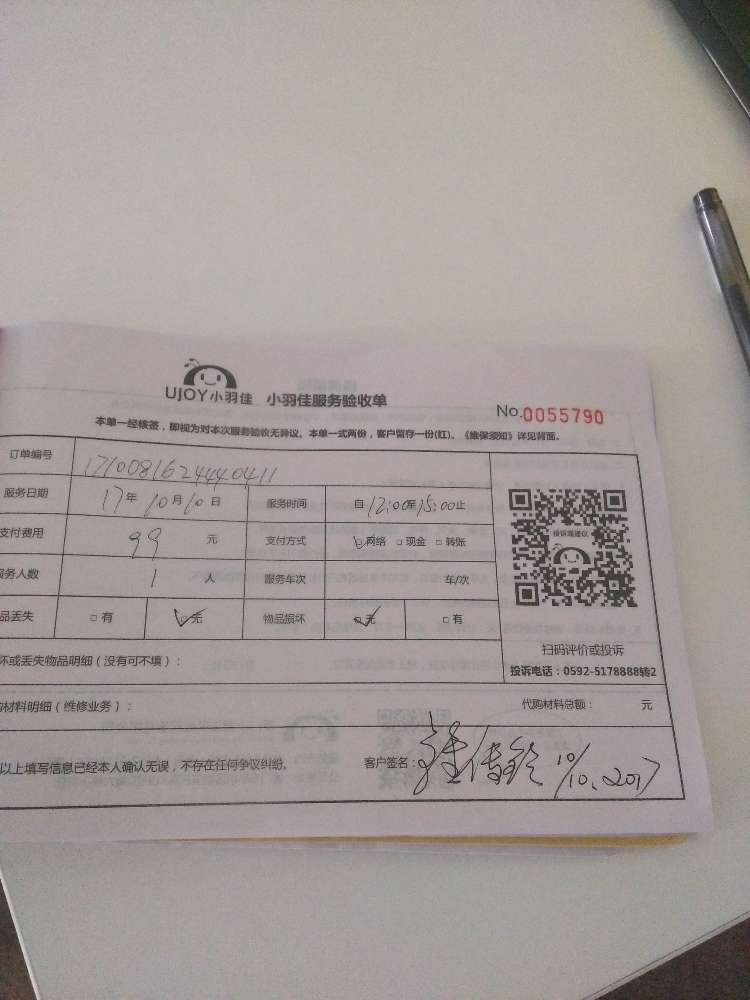 UJOY小羽佳 小羽佳服务验收单
No.0055790
本单一经核签，即视为对本次服务验收无异议。本单一式两份，客户留存一份(红)。《维保须知》详见背面。
订单编号 17100816244440411
服务日期 17年10月10日 服务时间 自12:00至15:00止
支付费用 99 元 支付方式 □网络 □现金 □转账
务人数 1 人 服务车次 车/次
品丢失 □有 □无 物品损坏 □无 □有
投诉或建议
扫码评价或投诉
投诉电话：0592-5178888转2
坏或丢失物品明细（没有可不填）：
材料明细（维修业务）： 代购材料总额： 元
以上填写信息已经本人确认无误，不存在任何争议纠纷。 客户签名： 10/10.2017